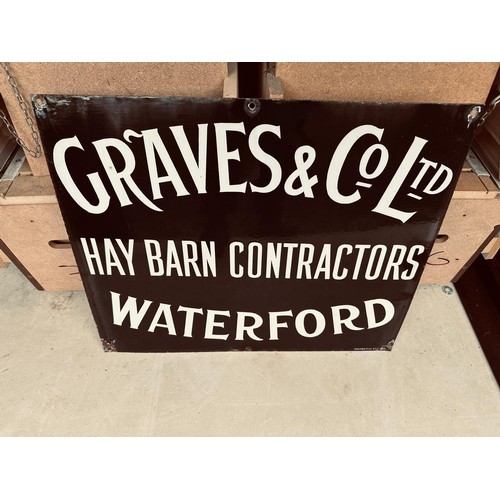 GRAVES & Co LTD
HAY BARN CONTRACTORS
WATERFORD